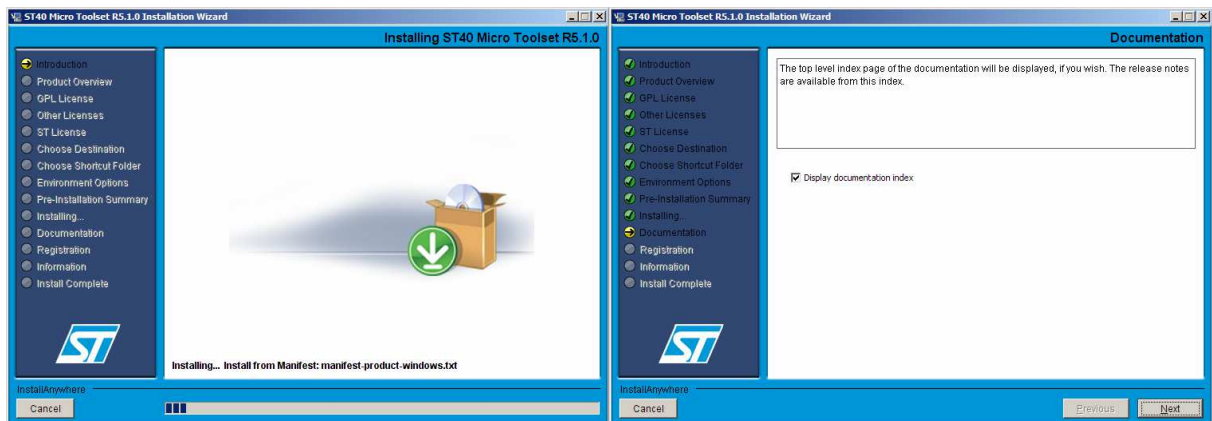 ST40 Micro Toolset R5.1.0 Installation Wizard
Installing ST40 Micro Toolset R5.1.0
Introduction
Product Overview
GPL License
Other Licenses
ST License
Choose Destination
Choose Shortcut Folder
Environment Options
Pre-Installation Summary
Installing...
Documentation
Registration
Information
Install Complete
ST
Installing... Install from Manifest: manifest-product-windows.txt
InstallAnywhere
Cancel
ST40 Micro Toolset R5.1.0 Installation Wizard
Documentation
Introduction
Product Overview
GPL License
Other Licenses
ST License
Choose Destination
Choose Shortcut Folder
Environment Options
Pre-Installation Summary
Installing...
Documentation
Registration
Information
Install Complete
ST
The top level index page of the documentation will be displayed, if you wish. The release notes
are available from this index.
Display documentation index
InstallAnywhere
Cancel
Previous
Next